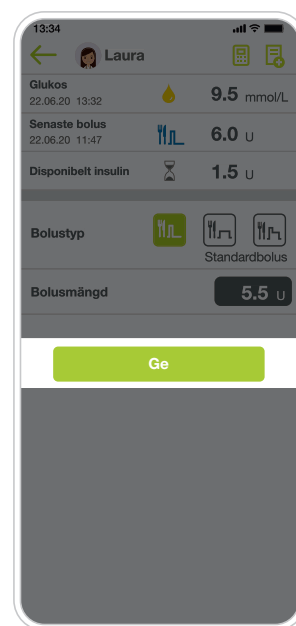 13:34
Laura
Glukos
22.06.20 13:32
9.5 mmol/L
Senaste bolus
22.06.20 11:47
6.0 U
Disponibelt insulin
1.5 U
Bolustyp
Standardbolus
Bolusmängd
5.5 U
Ge